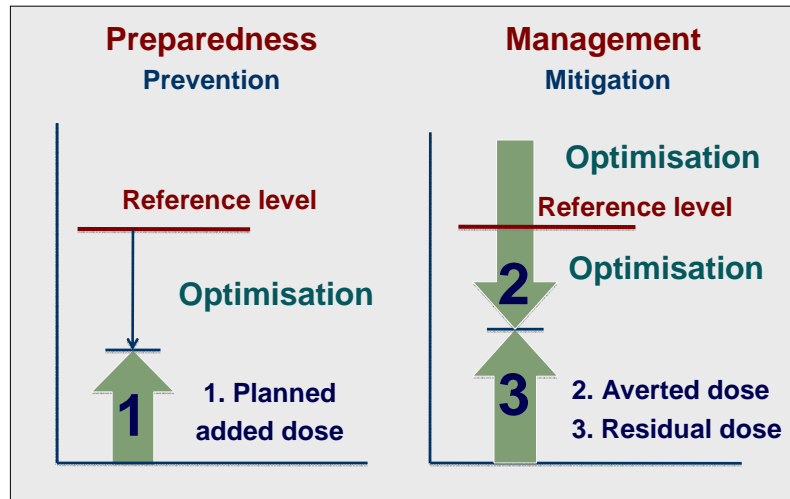 Preparedness
Prevention
Reference level
Optimisation
1
1. Planned
added dose
Management
Mitigation
Optimisation
Reference level
Optimisation
2
3
2. Averted dose
3. Residual dose